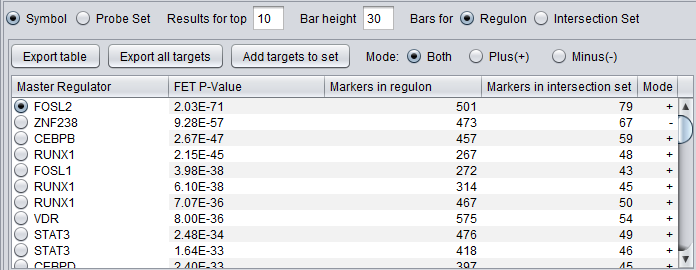 Symbol Probe Set Results for top 10 Bar height 30 Bars for Regulon Intersection Set
Export table Export all targets Add targets to set Mode: Both Plus(+) Minus(-)
Master Regulator FET P-Value Markers in regulon Markers in intersection set Mode
FOSL2 2.03E-71 501 79 +
ZNF238 9.28E-57 473 67 -
CEBPB 2.67E-47 457 59 +
RUNX1 2.15E-45 267 48 +
FOSL1 3.98E-38 272 43 +
RUNX1 6.10E-38 314 45 +
RUNX1 7.07E-36 467 50 +
VDR 8.00E-36 575 54 +
STAT3 2.48E-34 476 49 +
STAT3 1.64E-33 418 46 +
CEBPD 2.40E-33 397 45 +